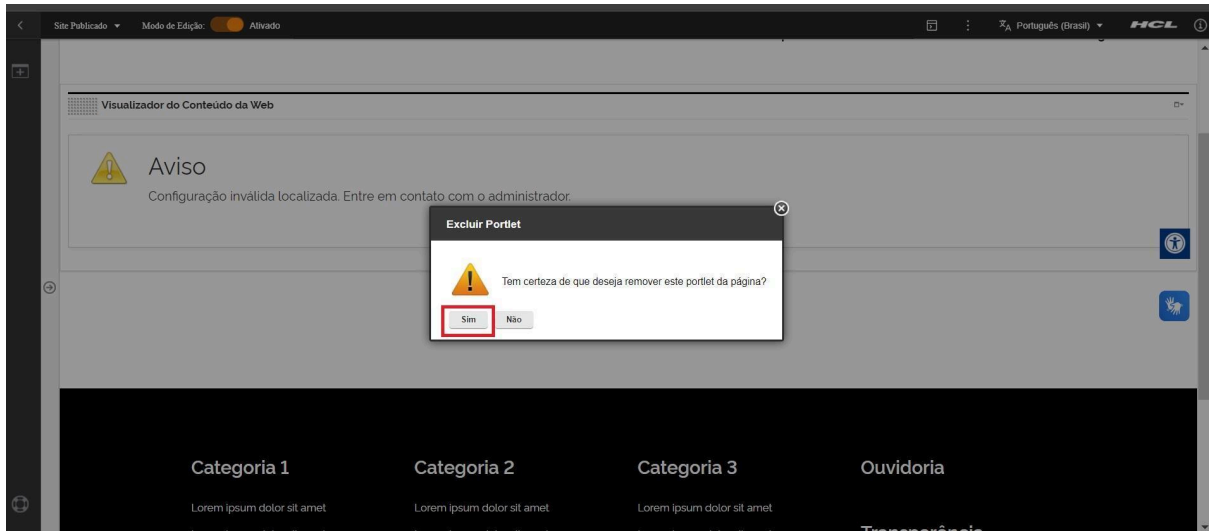 Site Publicado
Modo de Edição:
Ativado
Português (Brasil)
HCL
Visualizador do Conteúdo da Web
Aviso
Configuração inválida localizada. Entre em contato com o administrador.
Excluir Portlet
Tem certeza de que deseja remover este portlet da página?
Sim
Não
Categoria 1
Categoria 2
Categoria 3
Ouvidoria
Lorem ipsum dolor sit amet
Lorem ipsum dolor sit amet
Lorem ipsum dolor sit amet
Transparência